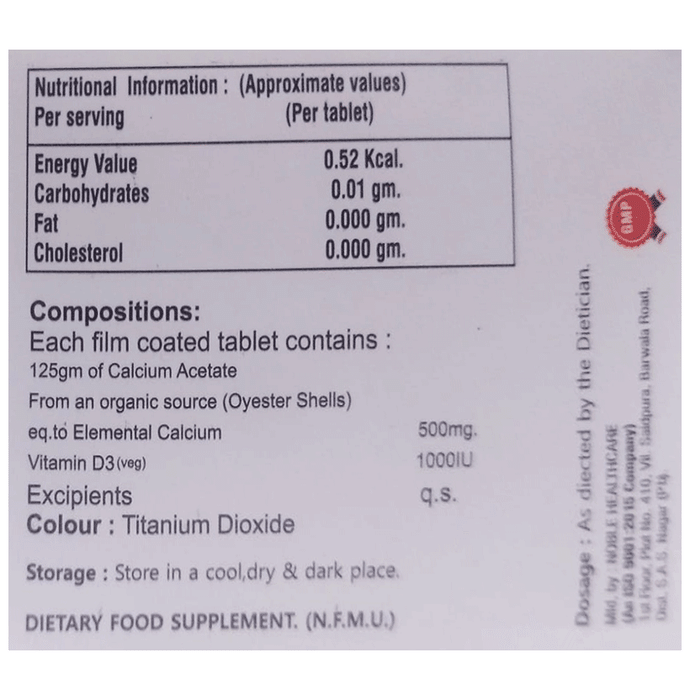 Nutritional Information : (Approximate values)
Per serving (Per tablet)
Energy Value 0.52 Kcal.
Carbohydrates 0.01 gm.
Fat 0.000 gm.
Cholesterol 0.000 gm.
Compositions:
Each film coated tablet contains :
125gm of Calcium Acetate
From an organic source (Oyester Shells)
eq.to Elemental Calcium 500mg.
Vitamin D3(veg) 1000IU
Excipients q.s.
Colour : Titanium Dioxide
Storage : Store in a cool,dry & dark place.
DIETARY FOOD SUPPLEMENT. (N.F.M.U.)
GMP
Dosage : As diected by the Dietician.
Mfd. by : NOBLE HEALTHCARE
(An ISO 9001:2015 Company)
1st Floor, Plot No. 410, Vil. Saidpura, Barwala Road,
Dist. S.A.S. Nagar (Pb).